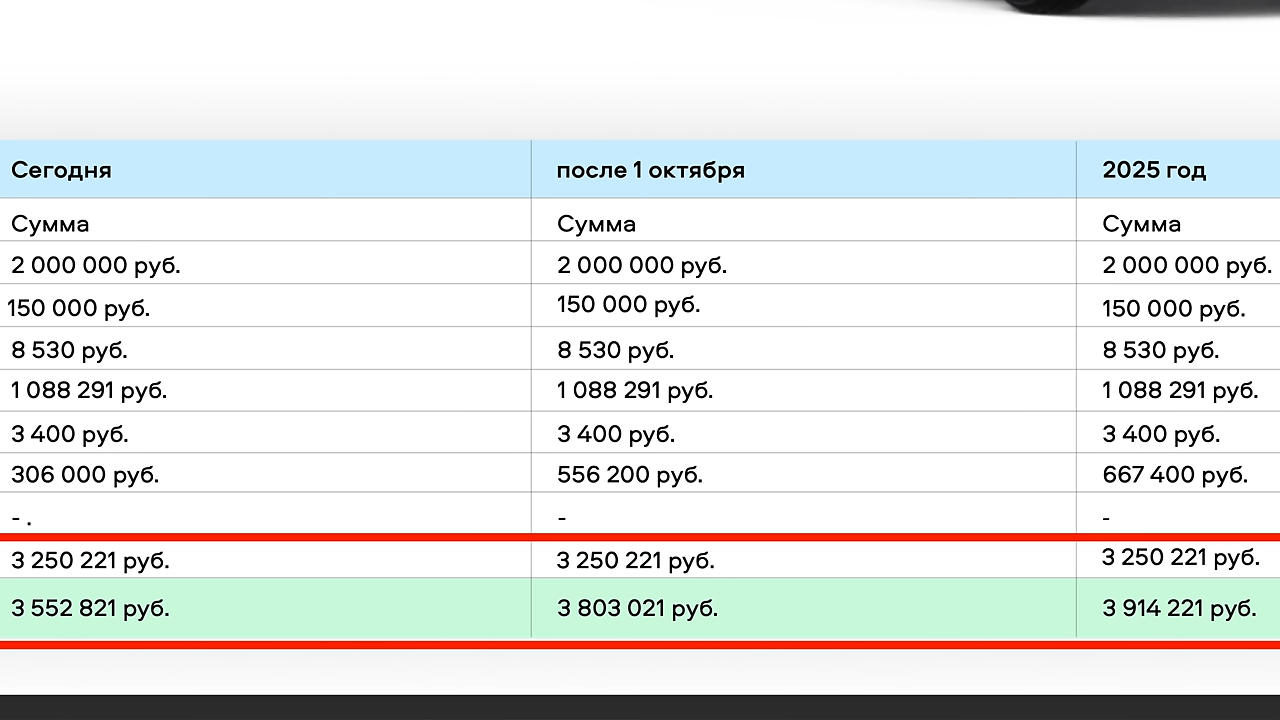 Сегодня после 1 октября 2025 год
Сумма Сумма Сумма
2 000 000 руб. 2 000 000 руб. 2 000 000 руб.
150 000 руб. 150 000 руб. 150 000 руб.
8 530 руб. 8 530 руб. 8 530 руб.
1 088 291 руб. 1 088 291 руб. 1 088 291 руб.
3 400 руб. 3 400 руб. 3 400 руб.
306 000 руб. 556 200 руб. 667 400 руб.
- . - -
3 250 221 руб. 3 250 221 руб. 3 250 221 руб.
3 552 821 руб. 3 803 021 руб. 3 914 221 руб.